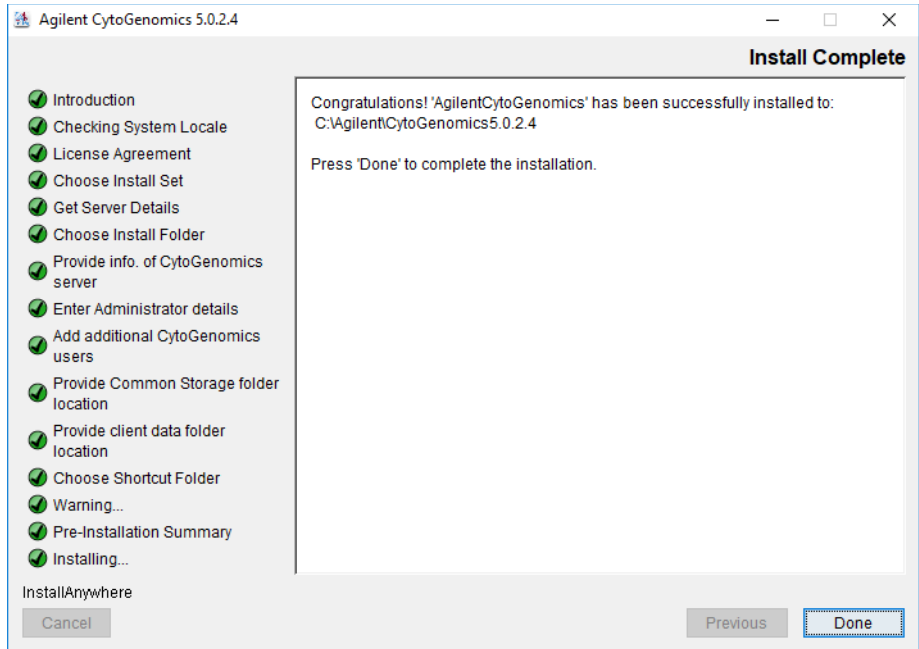 Agilent CytoGenomics 5.0.2.4
Install Complete
Introduction
Checking System Locale
License Agreement
Choose Install Set
Get Server Details
Choose Install Folder
Provide info. of CytoGenomics
server
Enter Administrator details
Add additional CytoGenomics
users
Provide Common Storage folder
location
Provide client data folder
location
Choose Shortcut Folder
Warning...
Pre-Installation Summary
Installing...
Congratulations! 'AgilentCytoGenomics' has been successfully installed to:
C:\Agilent\CytoGenomics5.0.2.4
Press 'Done' to complete the installation.
InstallAnywhere
Cancel
Previous
Done